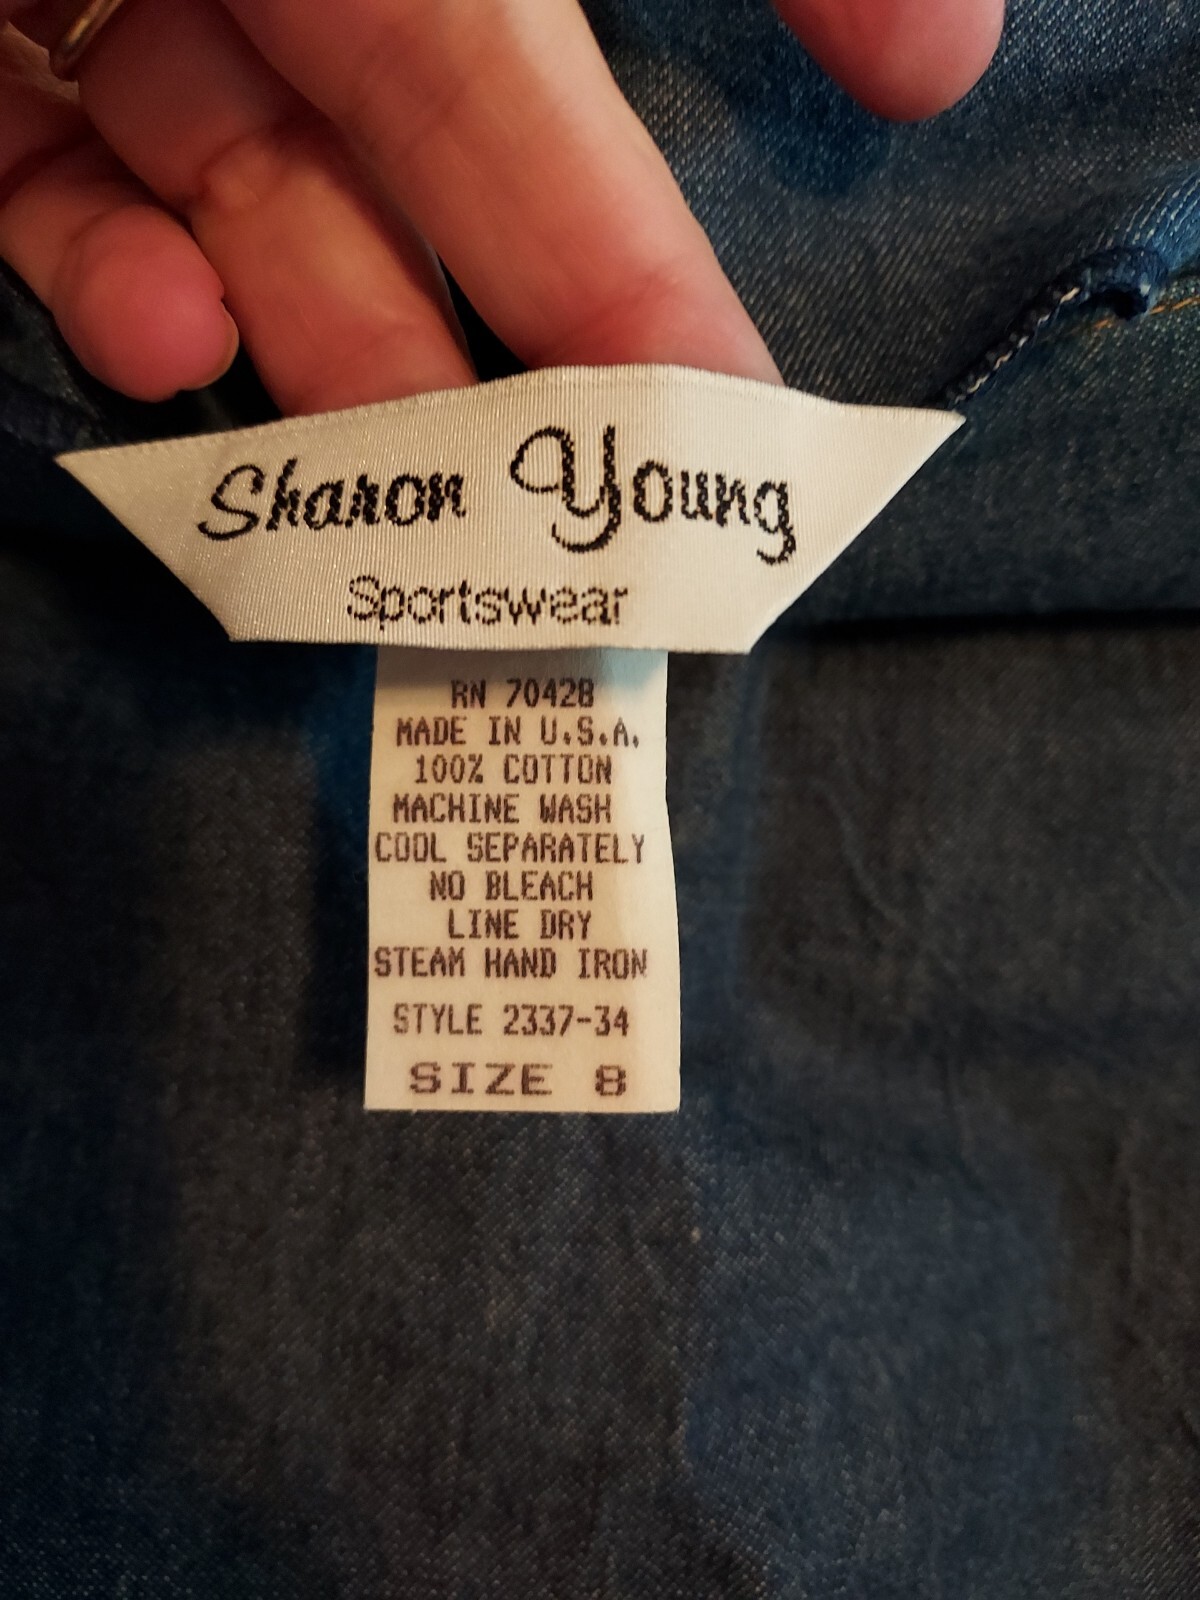 Sharon Young
Sportswear
RN 70428
MADE IN U.S.A.
100% COTTON
MACHINE WASH
COOL SEPARATELY
NO BLEACH
LINE DRY
STEAM HAND IRON
STYLE 2337-34
SIZE 8